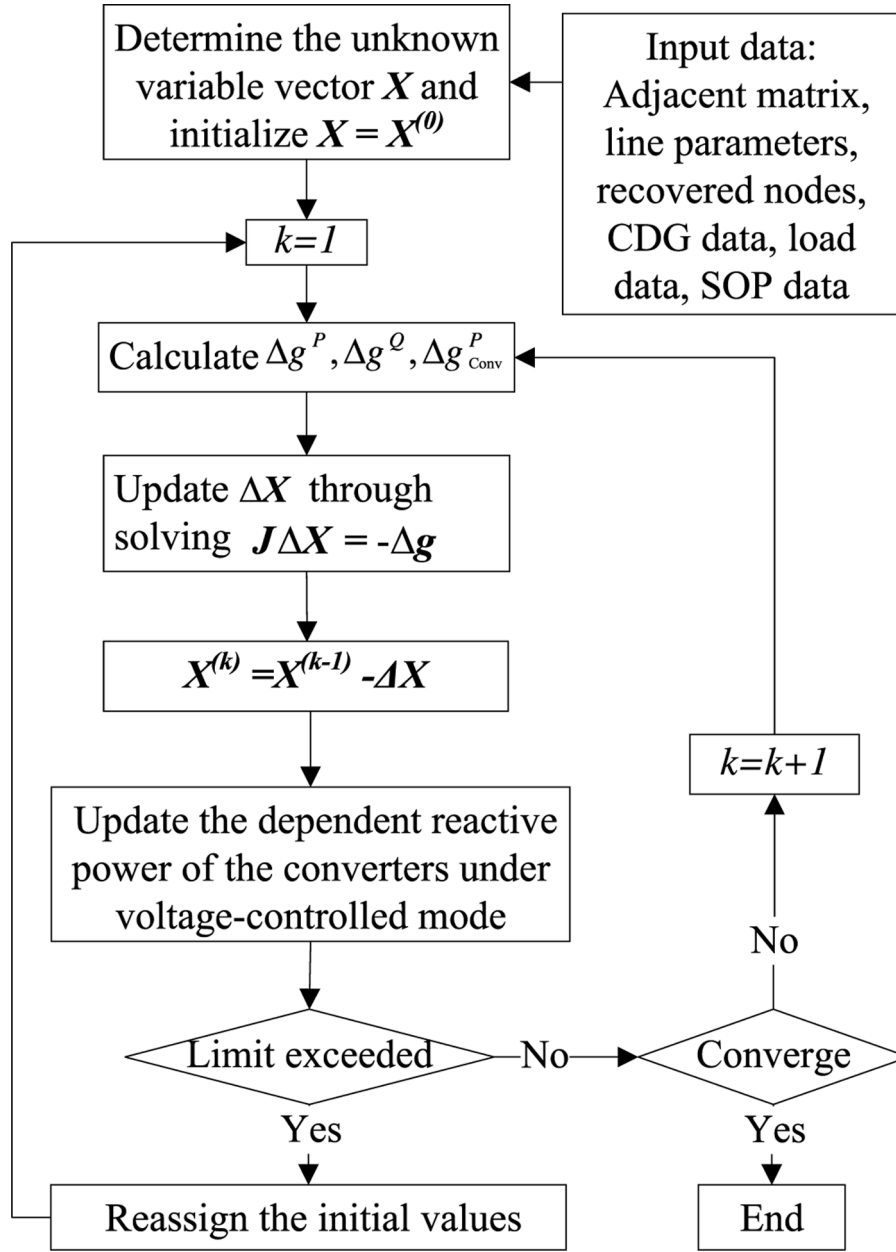 Determine the unknown
variable vector X and
initialize X = X^(0)
Input data:
Adjacent matrix,
line parameters,
recovered nodes,
CDG data, load
data, SOP data
k=1
Calculate Δg^P, Δg^Q, Δg^P_Conv
Update ΔX through
solving JΔX = -Δg
X^(k) =X^(k-1) -ΔX
k=k+1
Update the dependent reactive
power of the converters under
voltage-controlled mode
No
Limit exceeded
No
Converge
Yes
Yes
Reassign the initial values
End